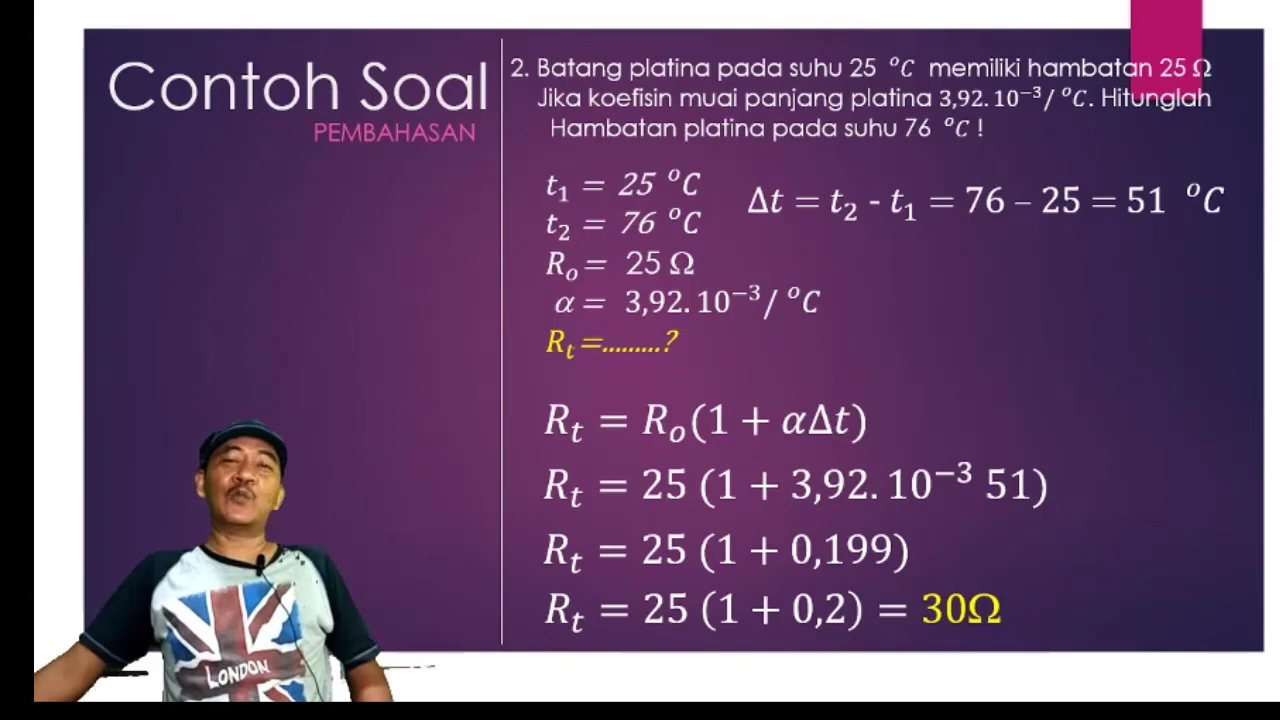 Contoh Soal
PEMBAHASAN
2. Batang platina pada suhu 25 °C memiliki hambatan 25 Ω
Jika koefisin muai panjang platina 3,92. 10⁻³/ °C. Hitunglah
Hambatan platina pada suhu 76 °C !
t₁ = 25 °C
Δt = t₂ - t₁ = 76 – 25 = 51 °C
t₂ = 76 °C
Rₒ = 25 Ω
α = 3,92. 10⁻³/ °C
Rₜ =.........?
Rₜ = Rₒ(1 + αΔt)
Rₜ = 25 (1 + 3,92. 10⁻³ 51)
Rₜ = 25 (1 + 0,199)
Rₜ = 25 (1 + 0,2) = 30Ω
LONDON